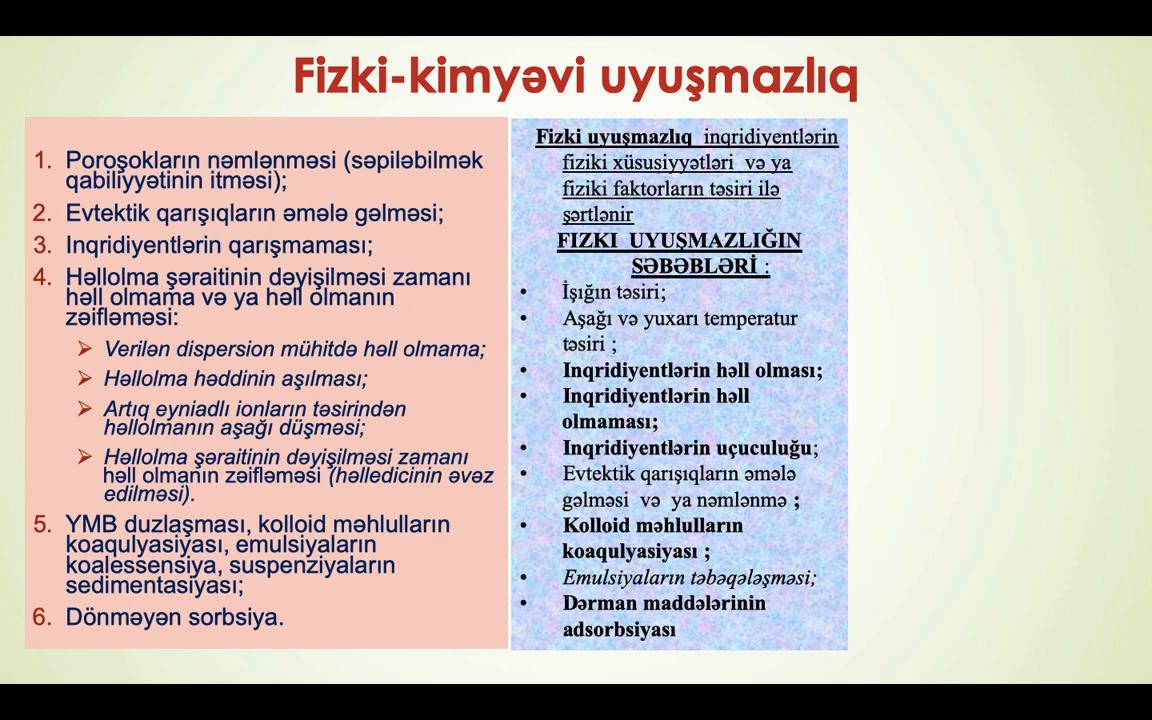 Fizki-kimyəvi uyuşmazlıq
1. Poroşokların nəmlənməsi (səpiləbilmək
qabiliyyətinin itməsi);
2. Evtektik qarışıqların əmələ gəlməsi;
3. Inqridiyentlərin qarışmaması;
4. Həllolma şəraitinin dəyişilməsi zamanı
həll olmama və ya həll olmanın
zəifləməsi:
➢ Verilən dispersion mühitdə həll olmama;
➢ Həllolma həddinin aşılması;
➢ Artıq eyniadlı ionların təsirindən
həllolmanın aşağı düşməsi;
➢ Həllolma şəraitinin dəyişilməsi zamanı
həll olmanın zəifləməsi (həlledicinin əvəz
edilməsi).
5. YMB duzlaşması, kolloid məhlulların
koaqulyasiyası, emulsiyaların
koalessensiya, suspenziyaların
sedimentasiyası;
6. Dönməyən sorbsiya.
Fizki uyuşmazlıq inqridiyentlərin
fiziki xüsusiyyətləri və ya
fiziki faktorların təsiri ilə
şərtlənir
FIZKI UYUŞMAZLIĞIN
SƏBƏBLƏRİ :
• İşığın təsiri;
• Aşağı və yuxarı temperatur
təsiri ;
• Inqridiyentlərin həll olması;
• Inqridiyentlərin həll
olmaması;
• Inqridiyentlərin uçuculuğu;
• Evtektik qarışıqların əmələ
gəlməsi və ya nəmlənmə ;
• Kolloid məhlulların
koaqulyasiyası ;
• Emulsiyaların təbəqələşməsi;
• Dərman maddələrinin
adsorbsiyası